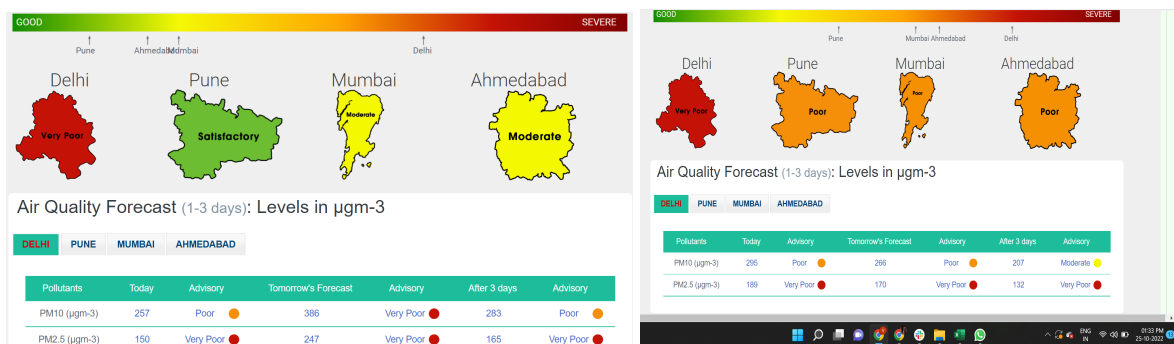 GOOD SEVERE
Pune Ahmedabad Mumbai Delhi
Delhi Pune Mumbai Ahmedabad
Very Poor Satisfactory Moderate Moderate
Air Quality Forecast (1-3 days): Levels in µgm-3
DELHI PUNE MUMBAI AHMEDABAD
Pollutants Today Advisory Tomorrow's Forecast Advisory After 3 days Advisory
PM10 (µgm-3) 257 Poor 386 Very Poor 283 Poor
PM2.5 (µgm-3) 150 Very Poor 247 Very Poor 165 Very Poor
GOOD SEVERE
Pune Mumbai Ahmedabad Delhi
Delhi Pune Mumbai Ahmedabad
Very Poor Poor Poor Poor
Air Quality Forecast (1-3 days): Levels in µgm-3
DELHI PUNE MUMBAI AHMEDABAD
Pollutants Today Advisory Tomorrow's Forecast Advisory After 3 days Advisory
PM10 (µgm-3) 295 Poor 266 Poor 207 Moderate
PM2.5 (µgm-3) 189 Very Poor 170 Very Poor 132 Very Poor
ENG 01:33 PM
IN 25-10-2022